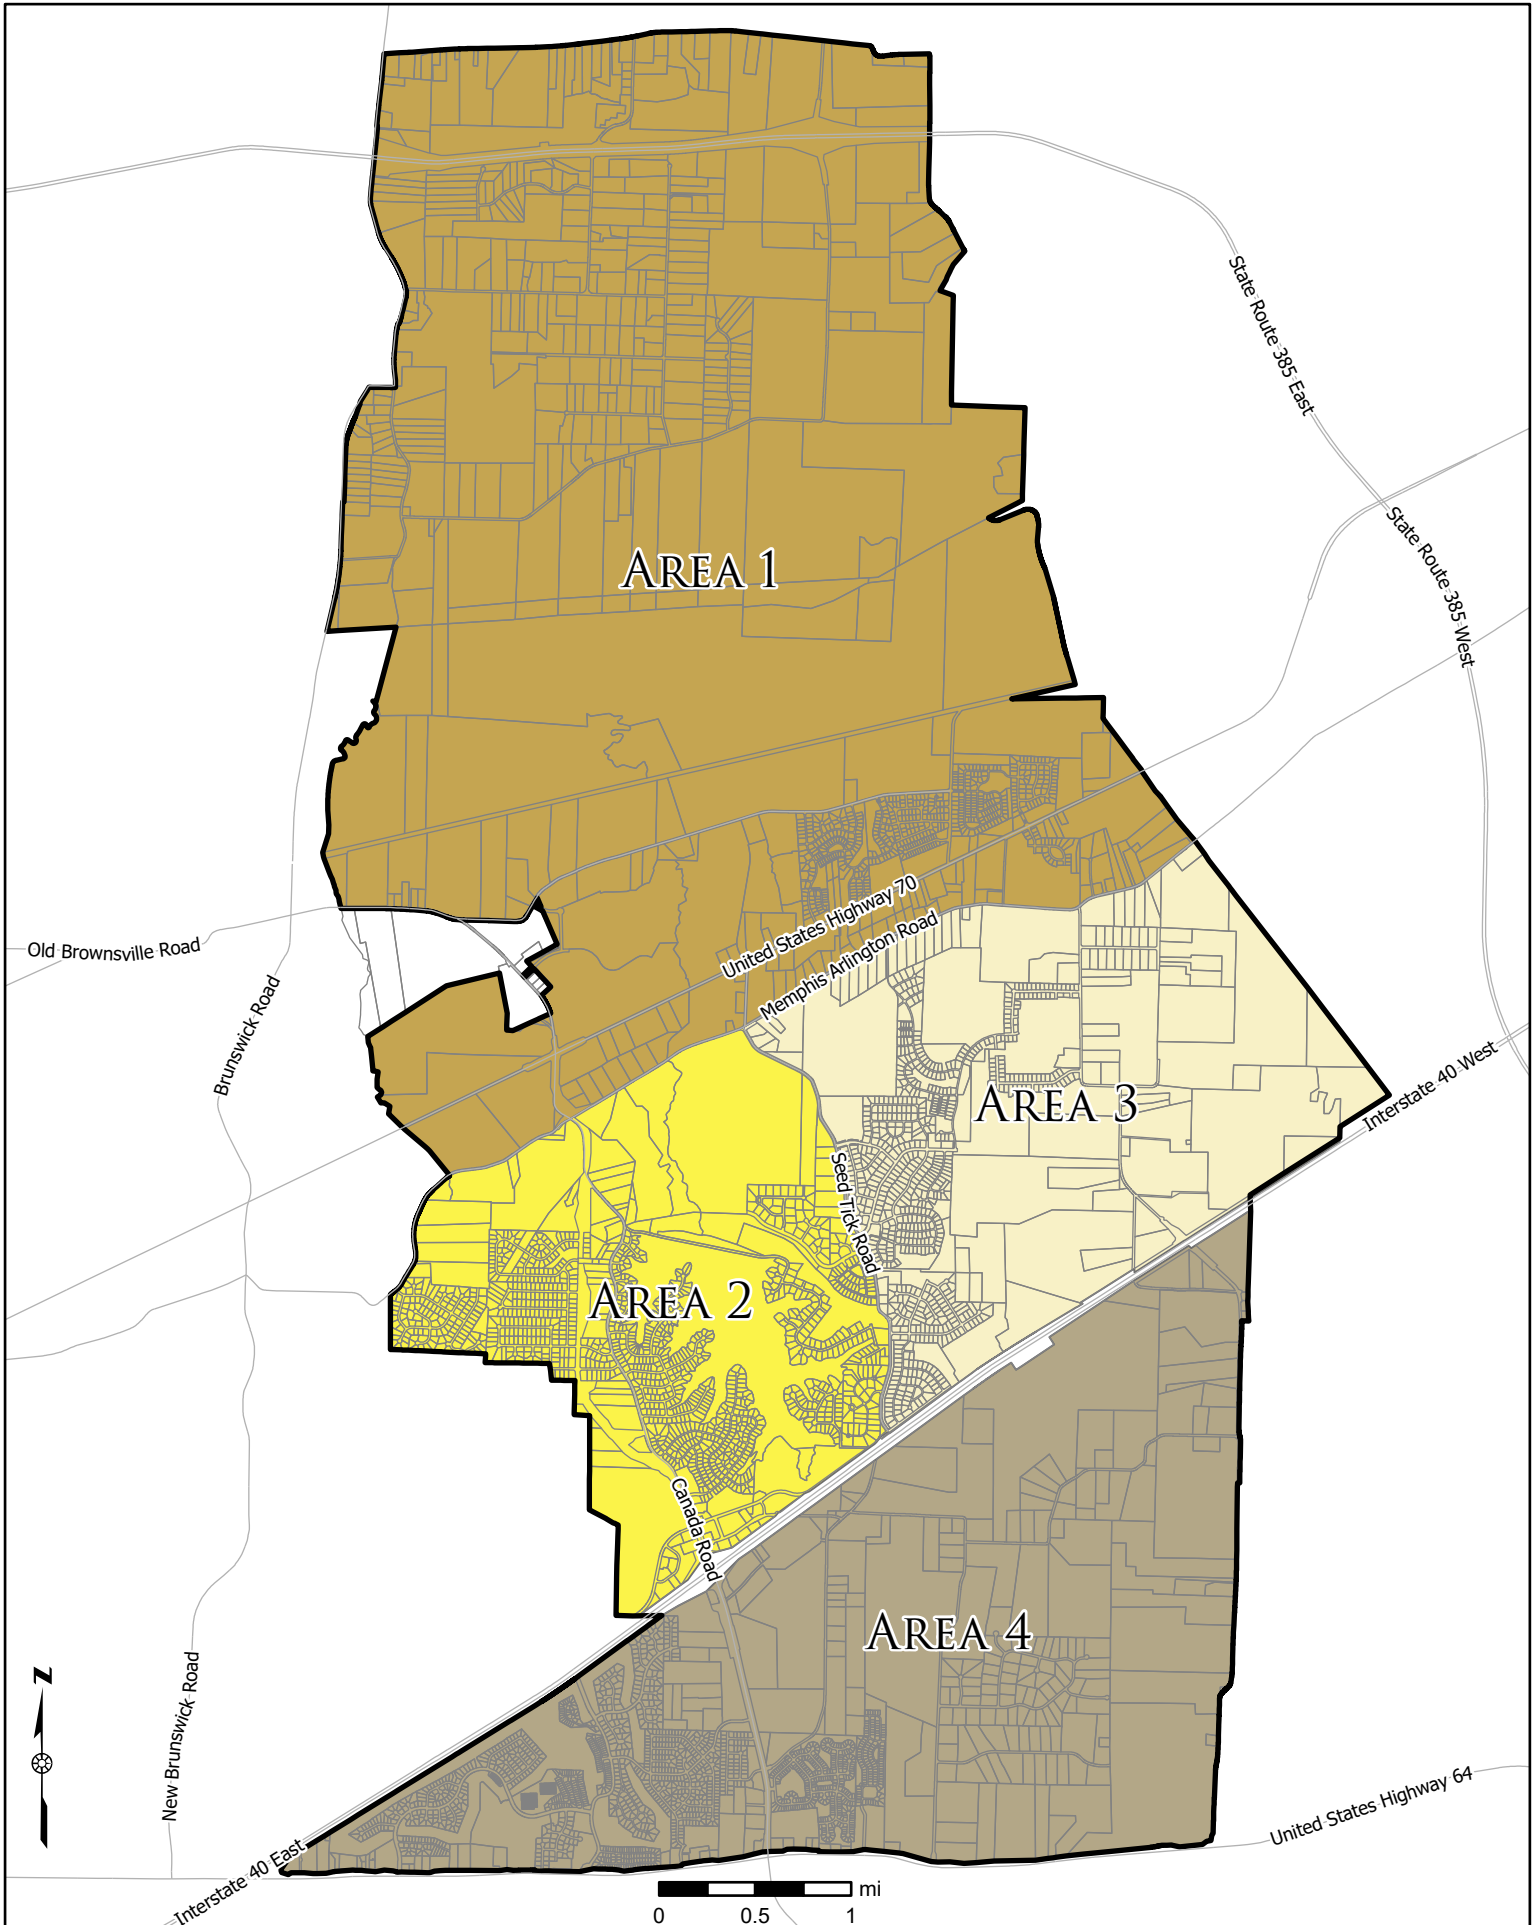 State Route 385 East
State Route 385 West
AREA 1
United States Highway 70
Memphis Arlington Road
Old Brownsville Road
Brunswick Road
Interstate 40 West
AREA 3
Seed Tick Road
AREA 2
Canada Road
AREA 4
N
New Brunswick Road
United States Highway 64
Interstate 40 East
mi
0 0.5 1